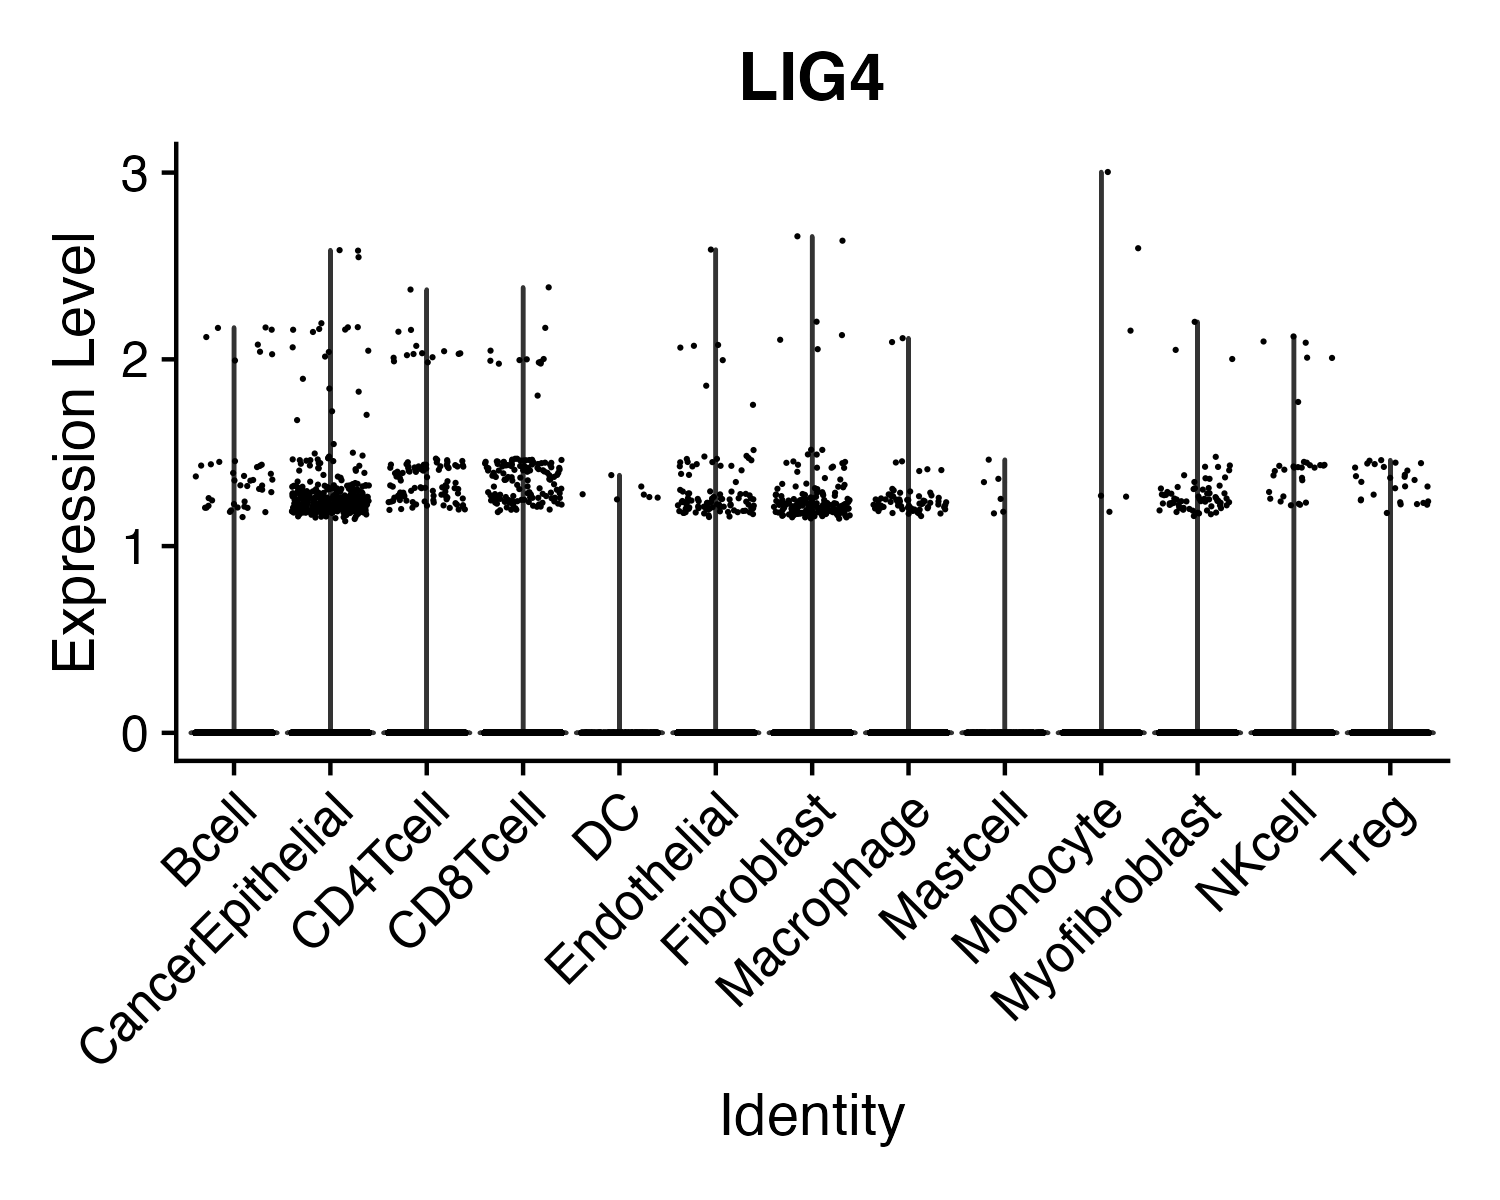 LIG4
Expression Level
3
2
1
0
Bcell
CancerEpithelial
CD4Tcell
CD8Tcell
DC
Endothelial
Fibroblast
Macrophage
Mastcell
Monocyte
Myofibroblast
NKcell
Treg
Identity